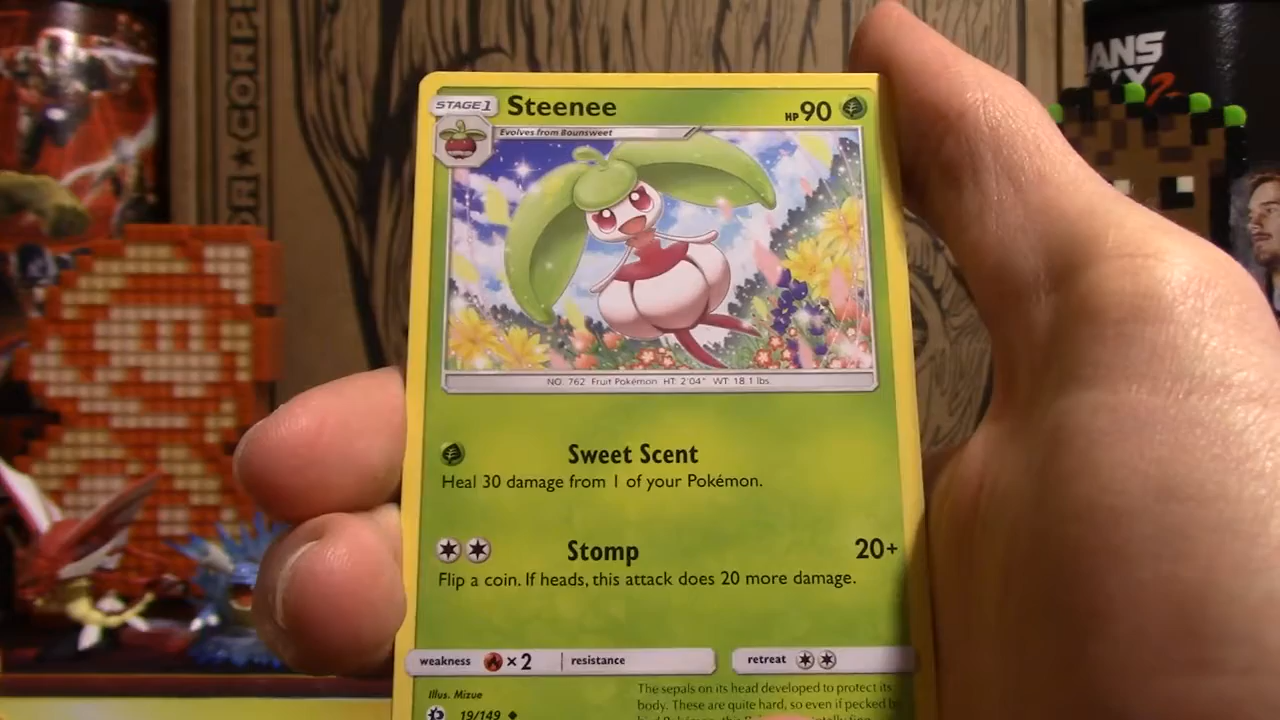 DR★CORPS
STAGE 1
Steenee
HP 90
Evolves from Bounsweet
NO. 762 Fruit Pokémon HT: 2'04" WT: 18.1 lbs.
Sweet Scent
Heal 30 damage from 1 of your Pokémon.
Stomp 20+
Flip a coin. If heads, this attack does 20 more damage.
weakness ×2 resistance retreat
Illus. Mizue
19/149
The sepals on its head developed to protect its
body. These are quite hard, so even if pecked b